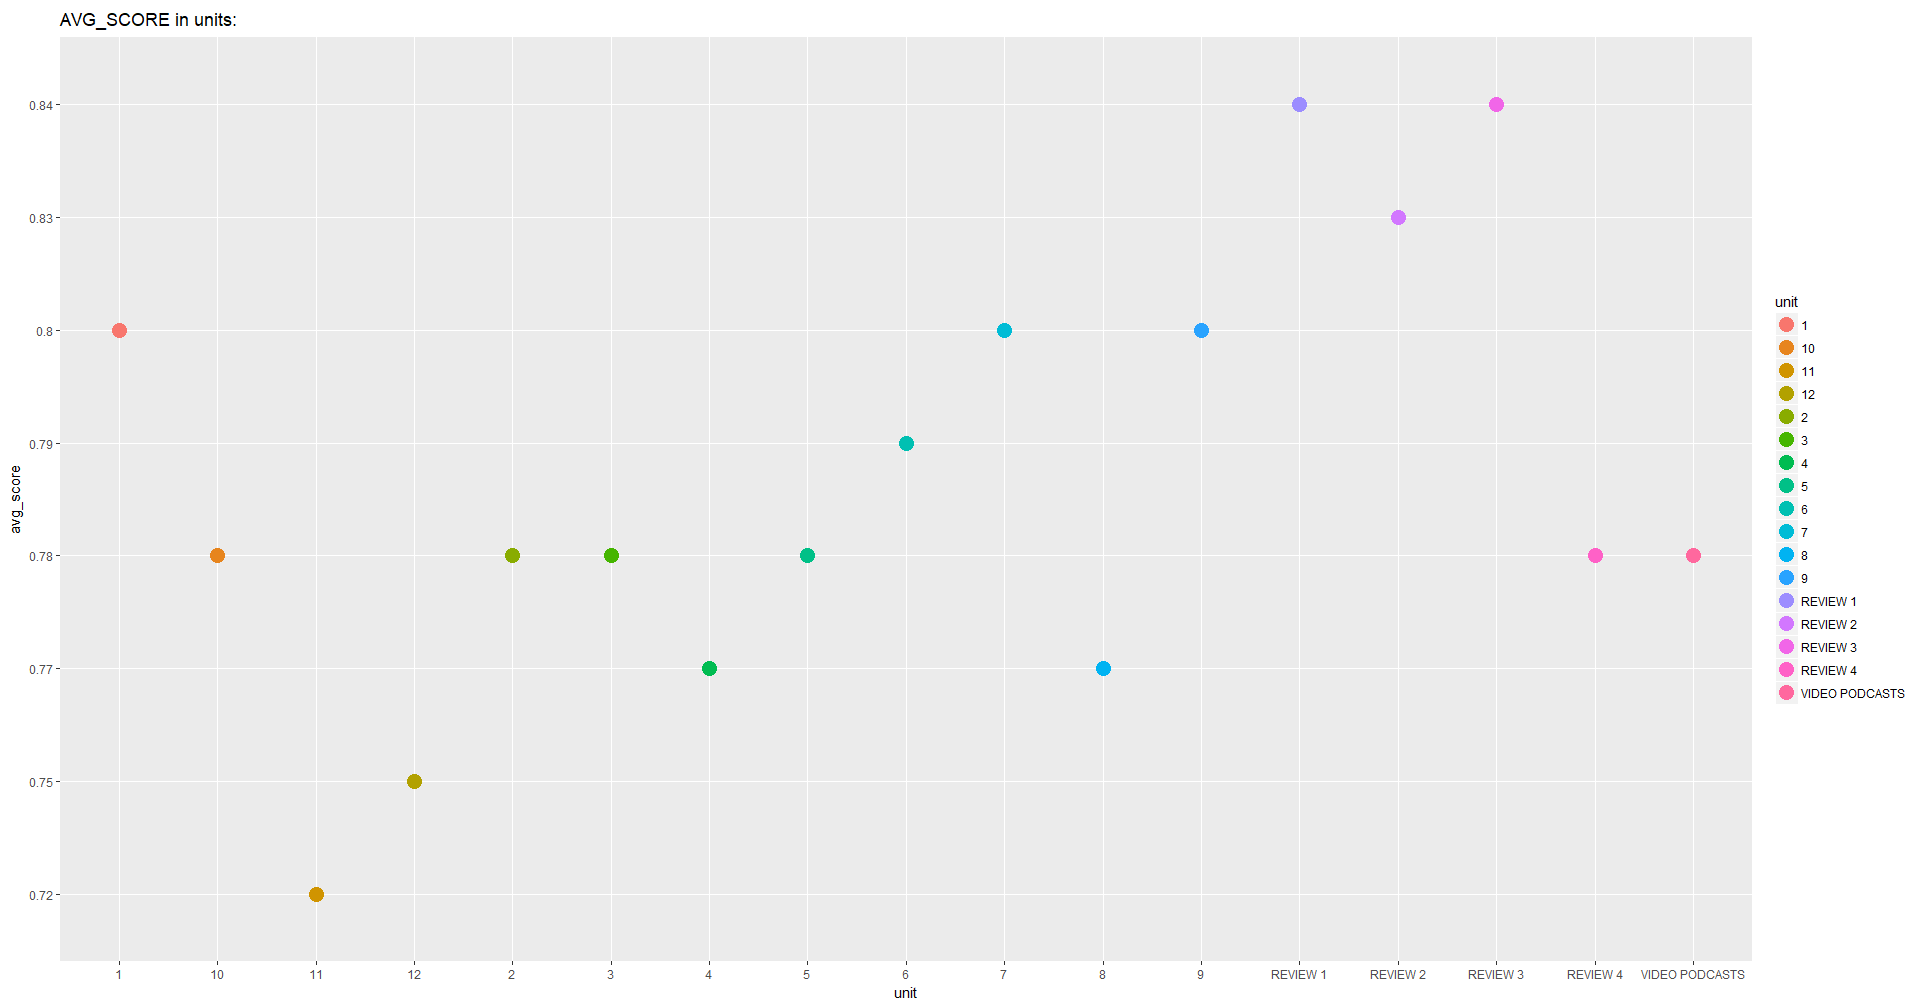 AVG_SCORE in units:
avg_score
0.84
0.83
0.8
0.79
0.78
0.77
0.75
0.72
1 10 11 12 2 3 4 5 6 7 8 9 REVIEW 1 REVIEW 2 REVIEW 3 REVIEW 4 VIDEO PODCASTS
unit
unit
1
10
11
12
2
3
4
5
6
7
8
9
REVIEW 1
REVIEW 2
REVIEW 3
REVIEW 4
VIDEO PODCASTS